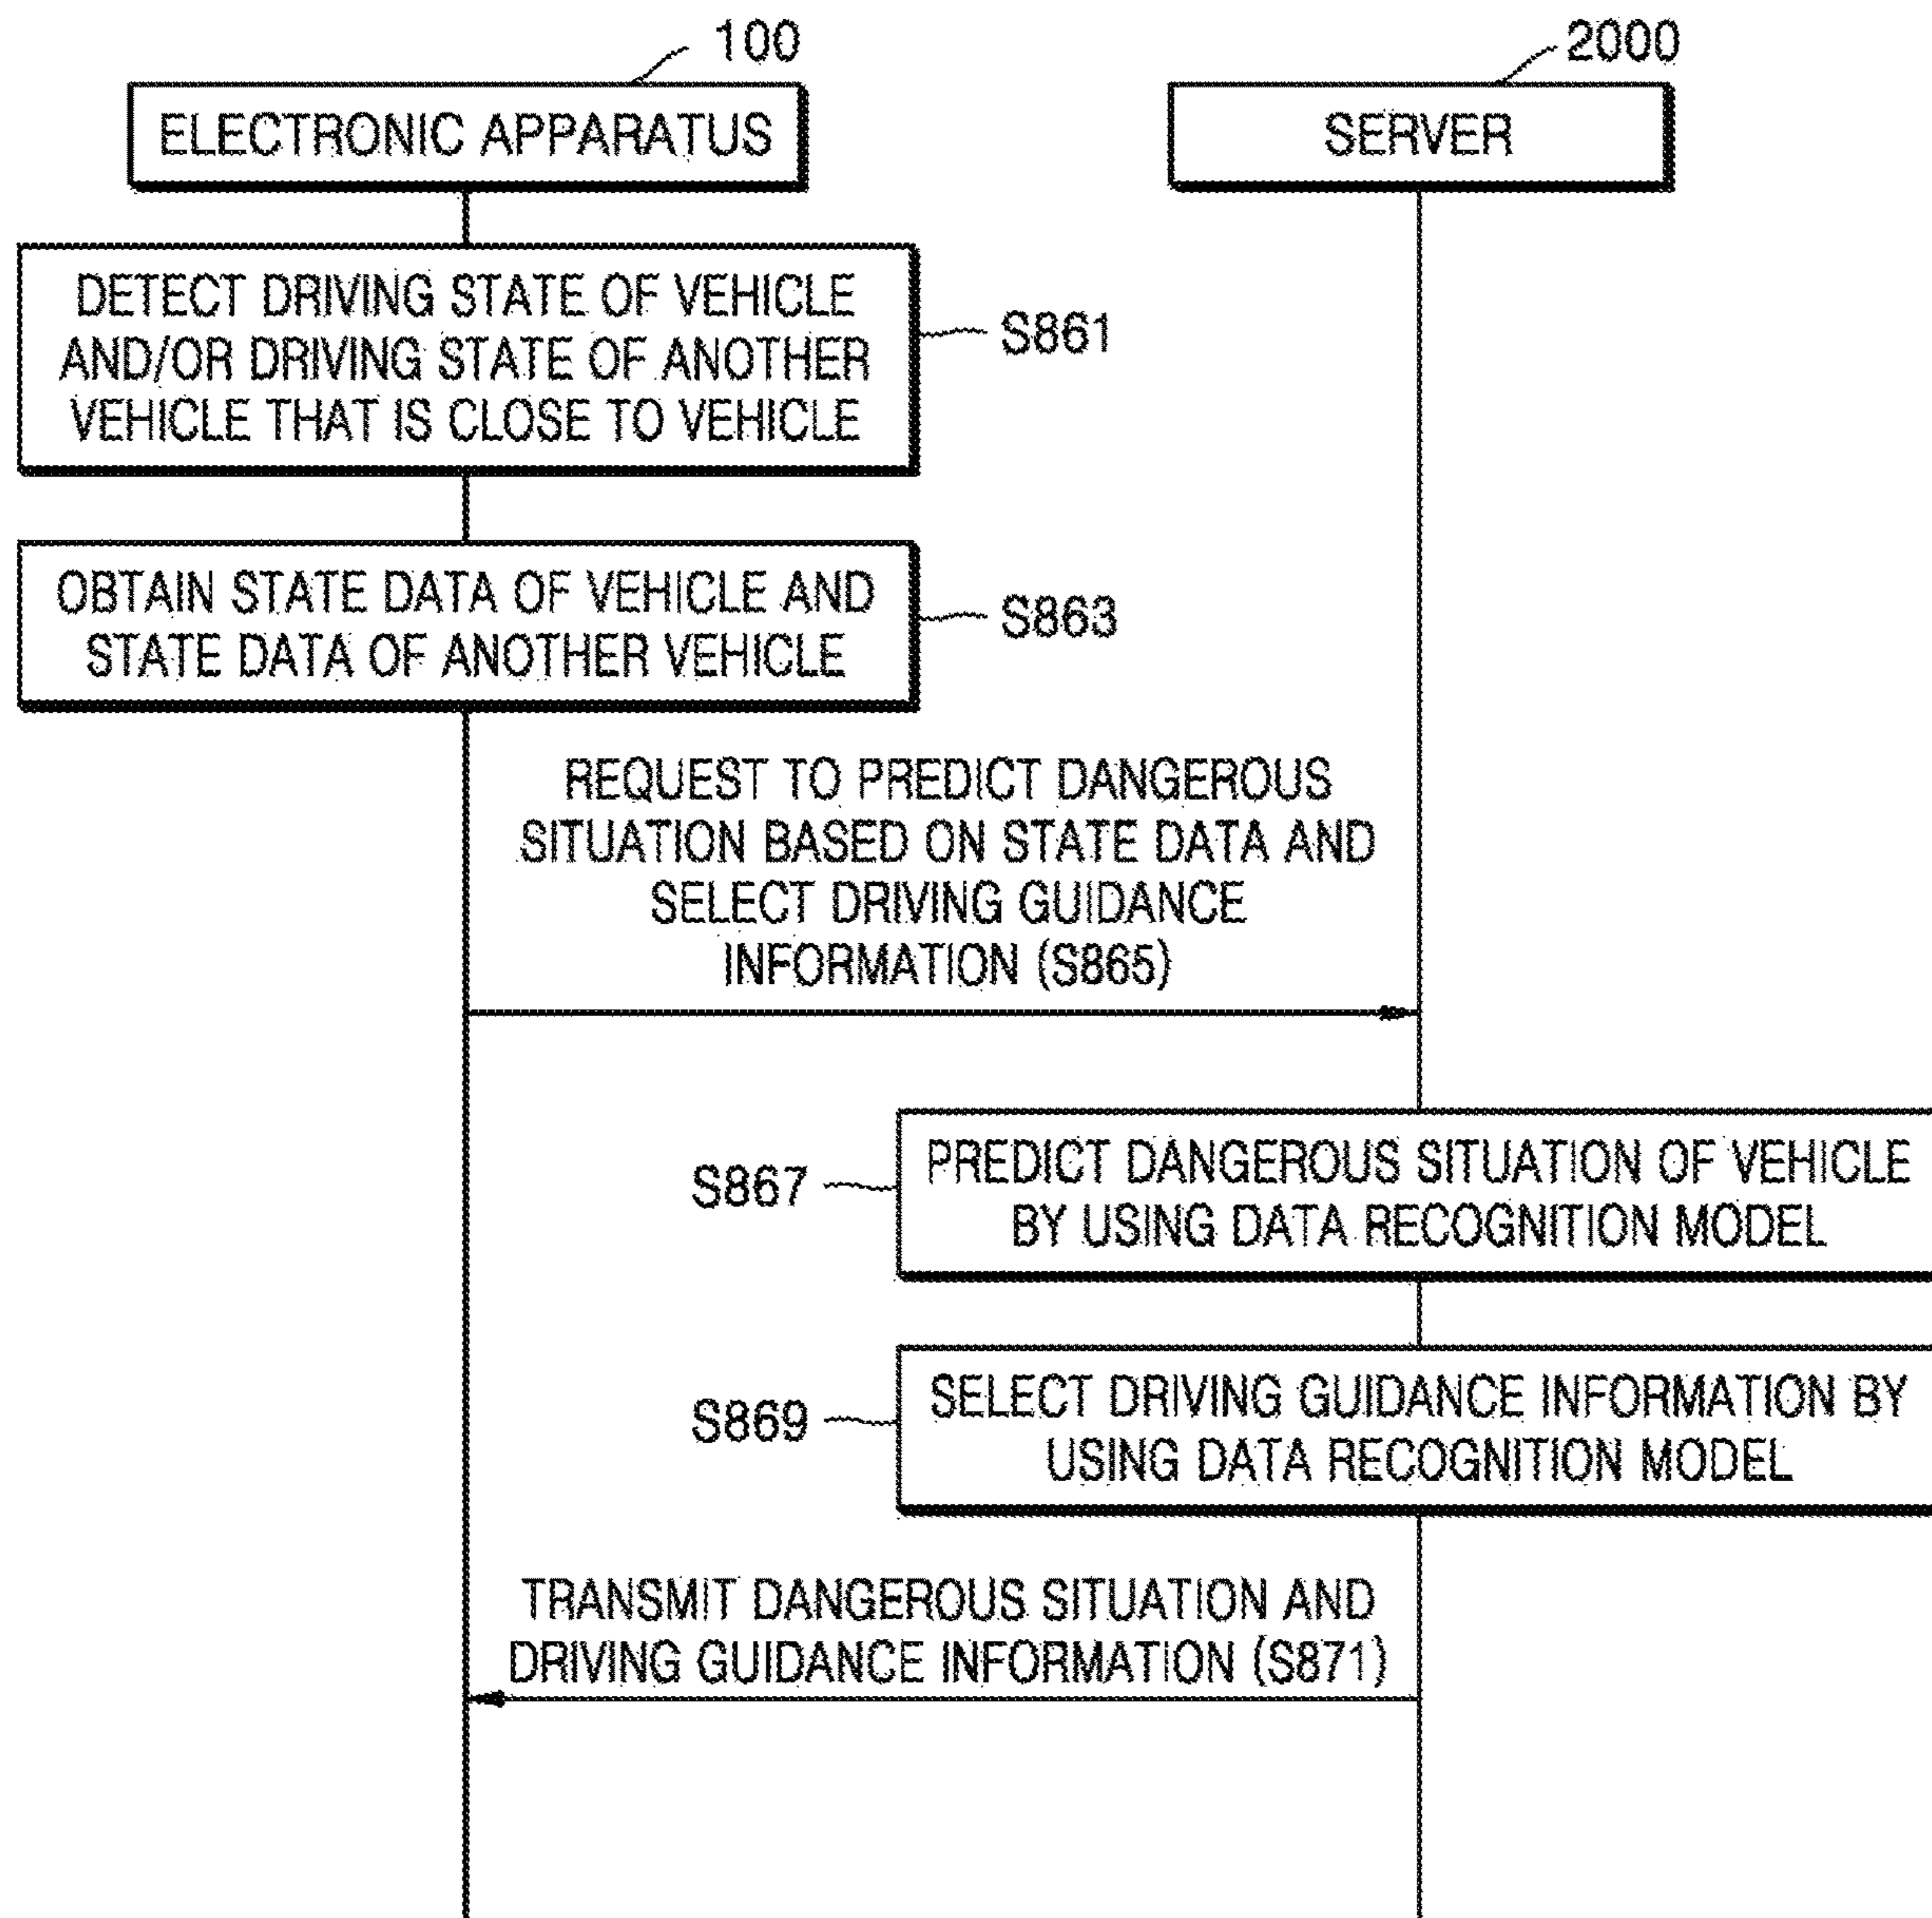 100
2000
ELECTRONIC APPARATUS
SERVER
DETECT DRIVING STATE OF VEHICLE
AND/OR DRIVING STATE OF ANOTHER
VEHICLE THAT IS CLOSE TO VEHICLE
S861
OBTAIN STATE DATA OF VEHICLE AND
STATE DATA OF ANOTHER VEHICLE
S863
REQUEST TO PREDICT DANGEROUS
SITUATION BASED ON STATE DATA AND
SELECT DRIVING GUIDANCE
INFORMATION (S865)
S867
PREDICT DANGEROUS SITUATION OF VEHICLE
BY USING DATA RECOGNITION MODEL
S869
SELECT DRIVING GUIDANCE INFORMATION BY
USING DATA RECOGNITION MODEL
TRANSMIT DANGEROUS SITUATION AND
DRIVING GUIDANCE INFORMATION (S871)